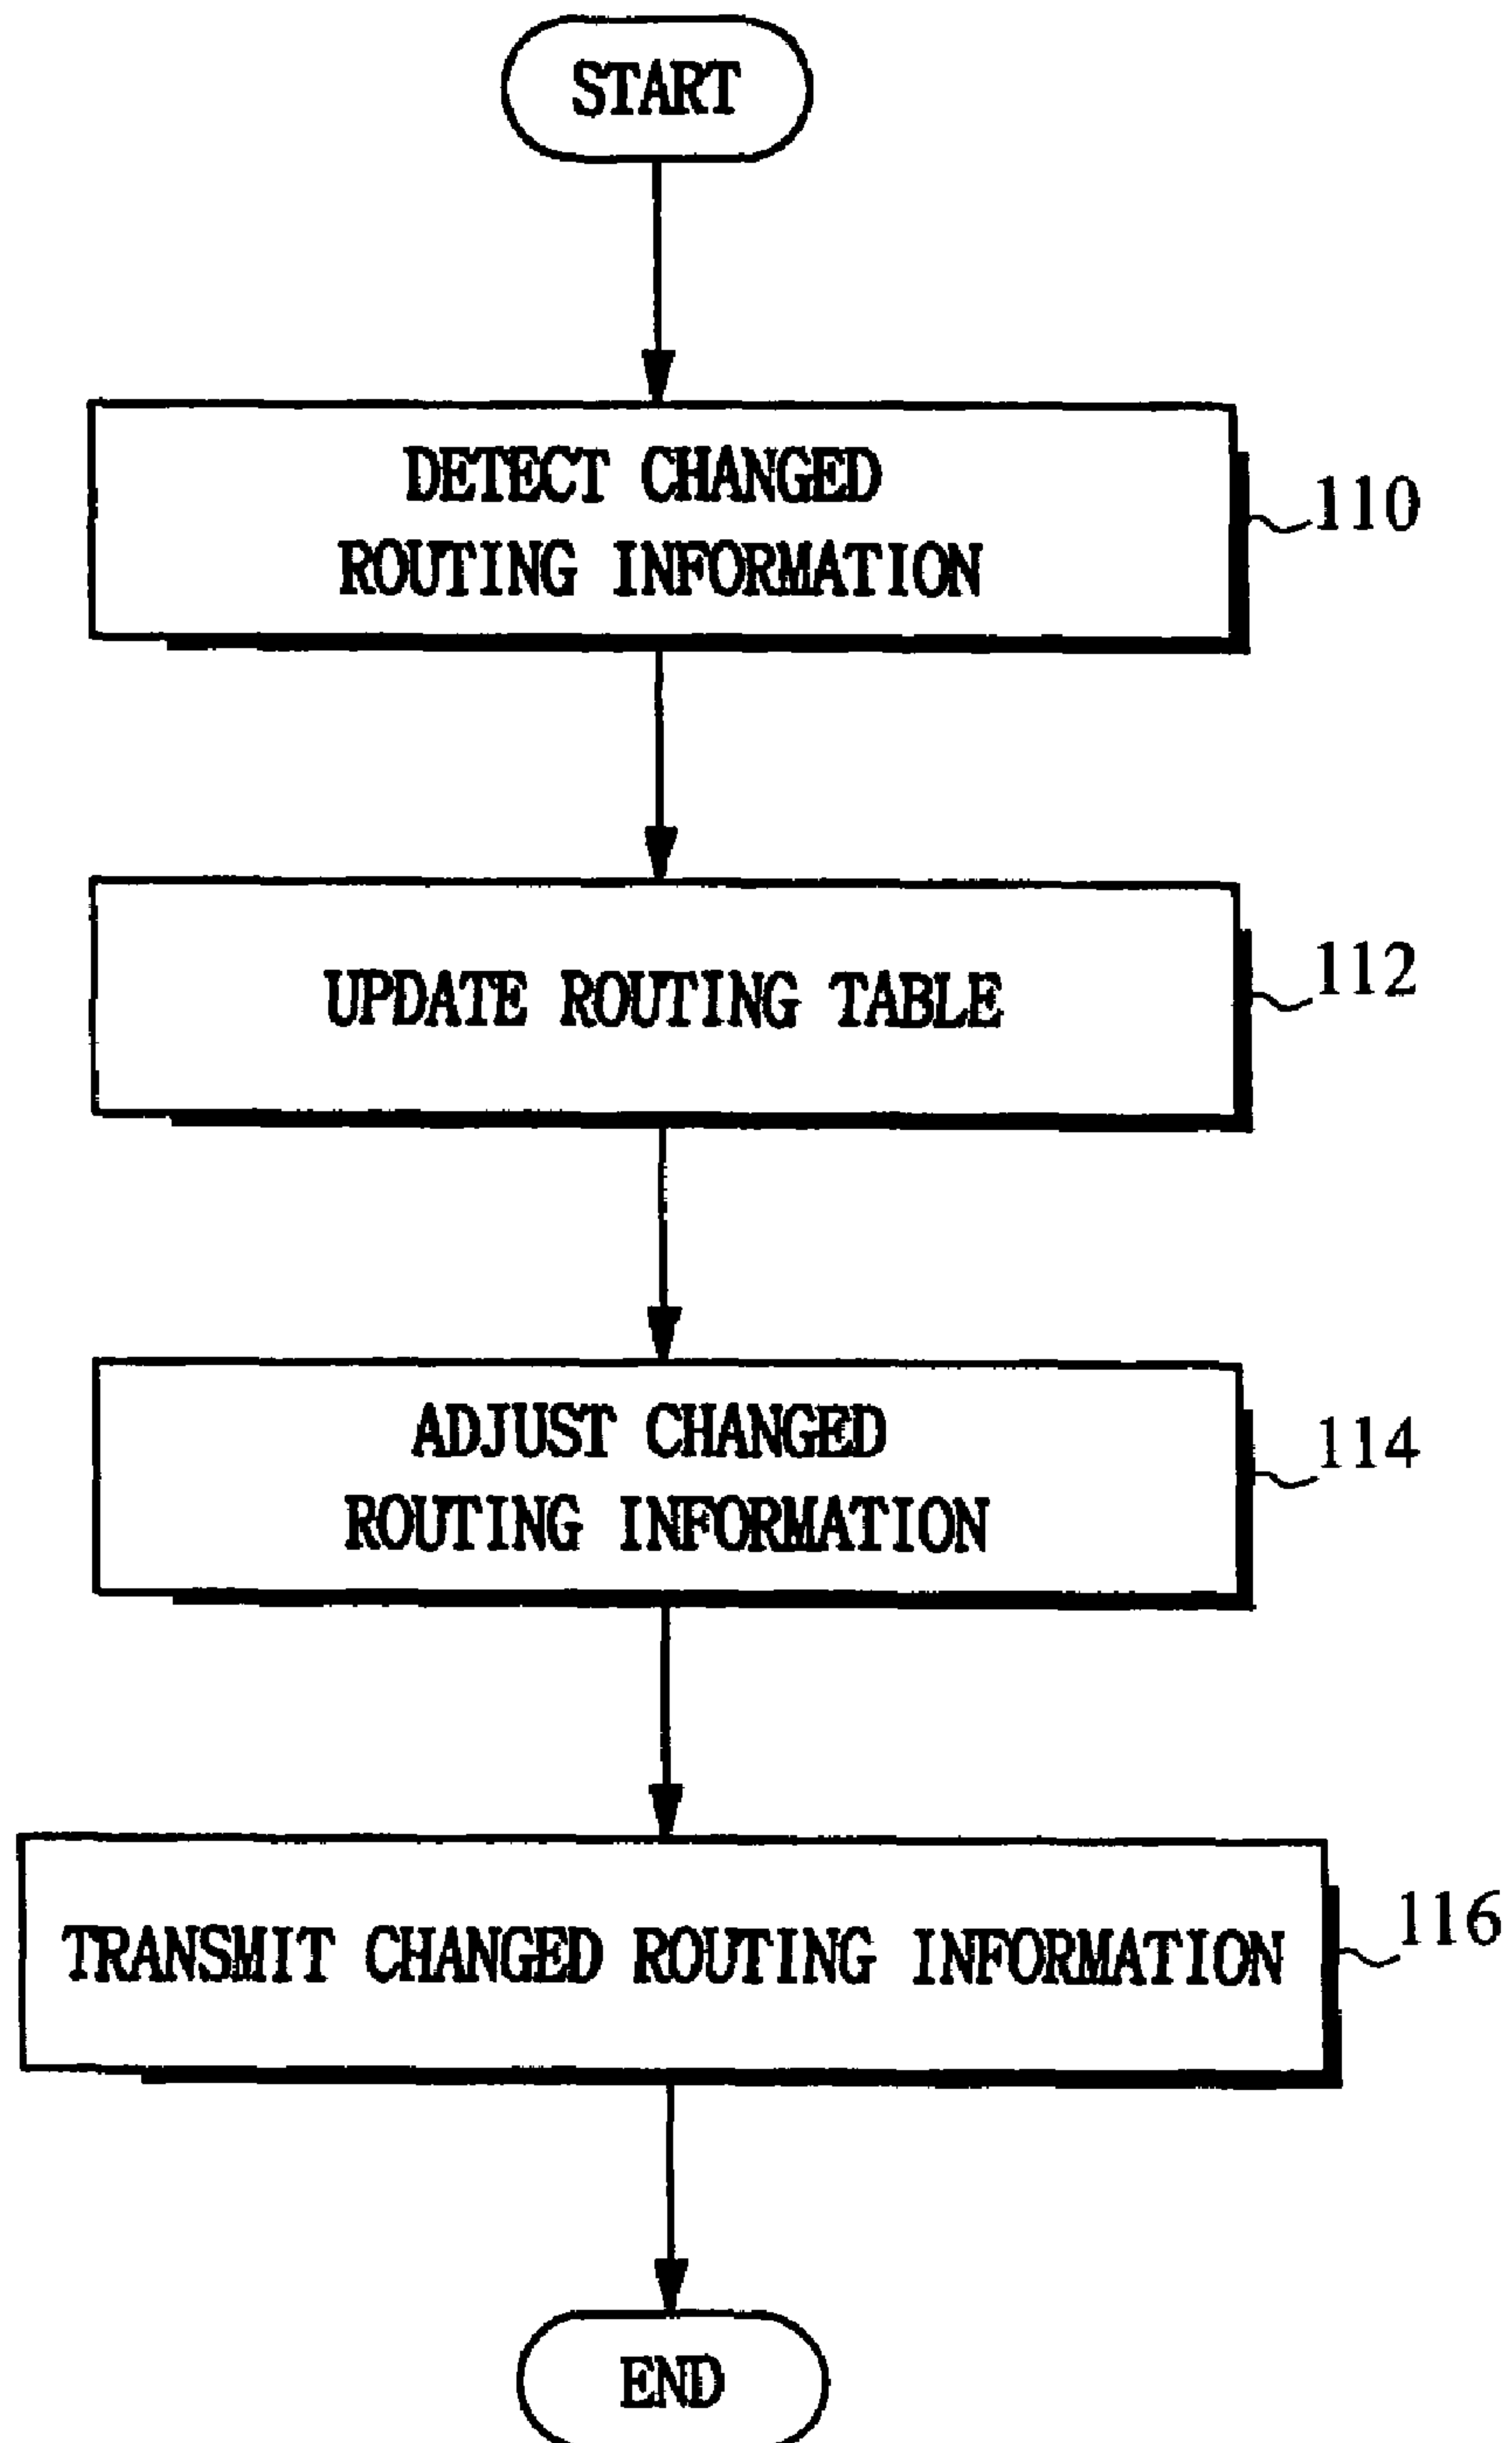 START
DETECT CHANGED
ROUTING INFORMATION
110
UPDATE ROUTING TABLE
112
ADJUST CHANGED
ROUTING INFORMATION
114
TRANSMIT CHANGED ROUTING INFORMATION
116
END